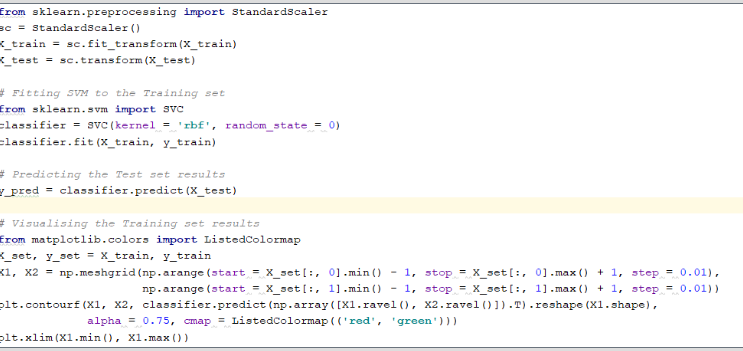 from sklearn.preprocessing import StandardScaler
sc = StandardScaler()
X_train = sc.fit_transform(X_train)
X_test = sc.transform(X_test)
# Fitting SVM to the Training set
from sklearn.svm import SVC
classifier = SVC(kernel = 'rbf', random_state = 0)
classifier.fit(X_train, y_train)
# Predicting the Test set results
y_pred = classifier.predict(X_test)
# Visualising the Training set results
from matplotlib.colors import ListedColormap
X_set, y_set = X_train, y_train
X1, X2 = np.meshgrid(np.arange(start = X_set[:, 0].min() - 1, stop = X_set[:, 0].max() + 1, step = 0.01),
np.arange(start = X_set[:, 1].min() - 1, stop = X_set[:, 1].max() + 1, step = 0.01))
plt.contourf(X1, X2, classifier.predict(np.array([X1.ravel(), X2.ravel()]).T).reshape(X1.shape),
alpha = 0.75, cmap = ListedColormap(('red', 'green')))
plt.xlim(X1.min(), X1.max())